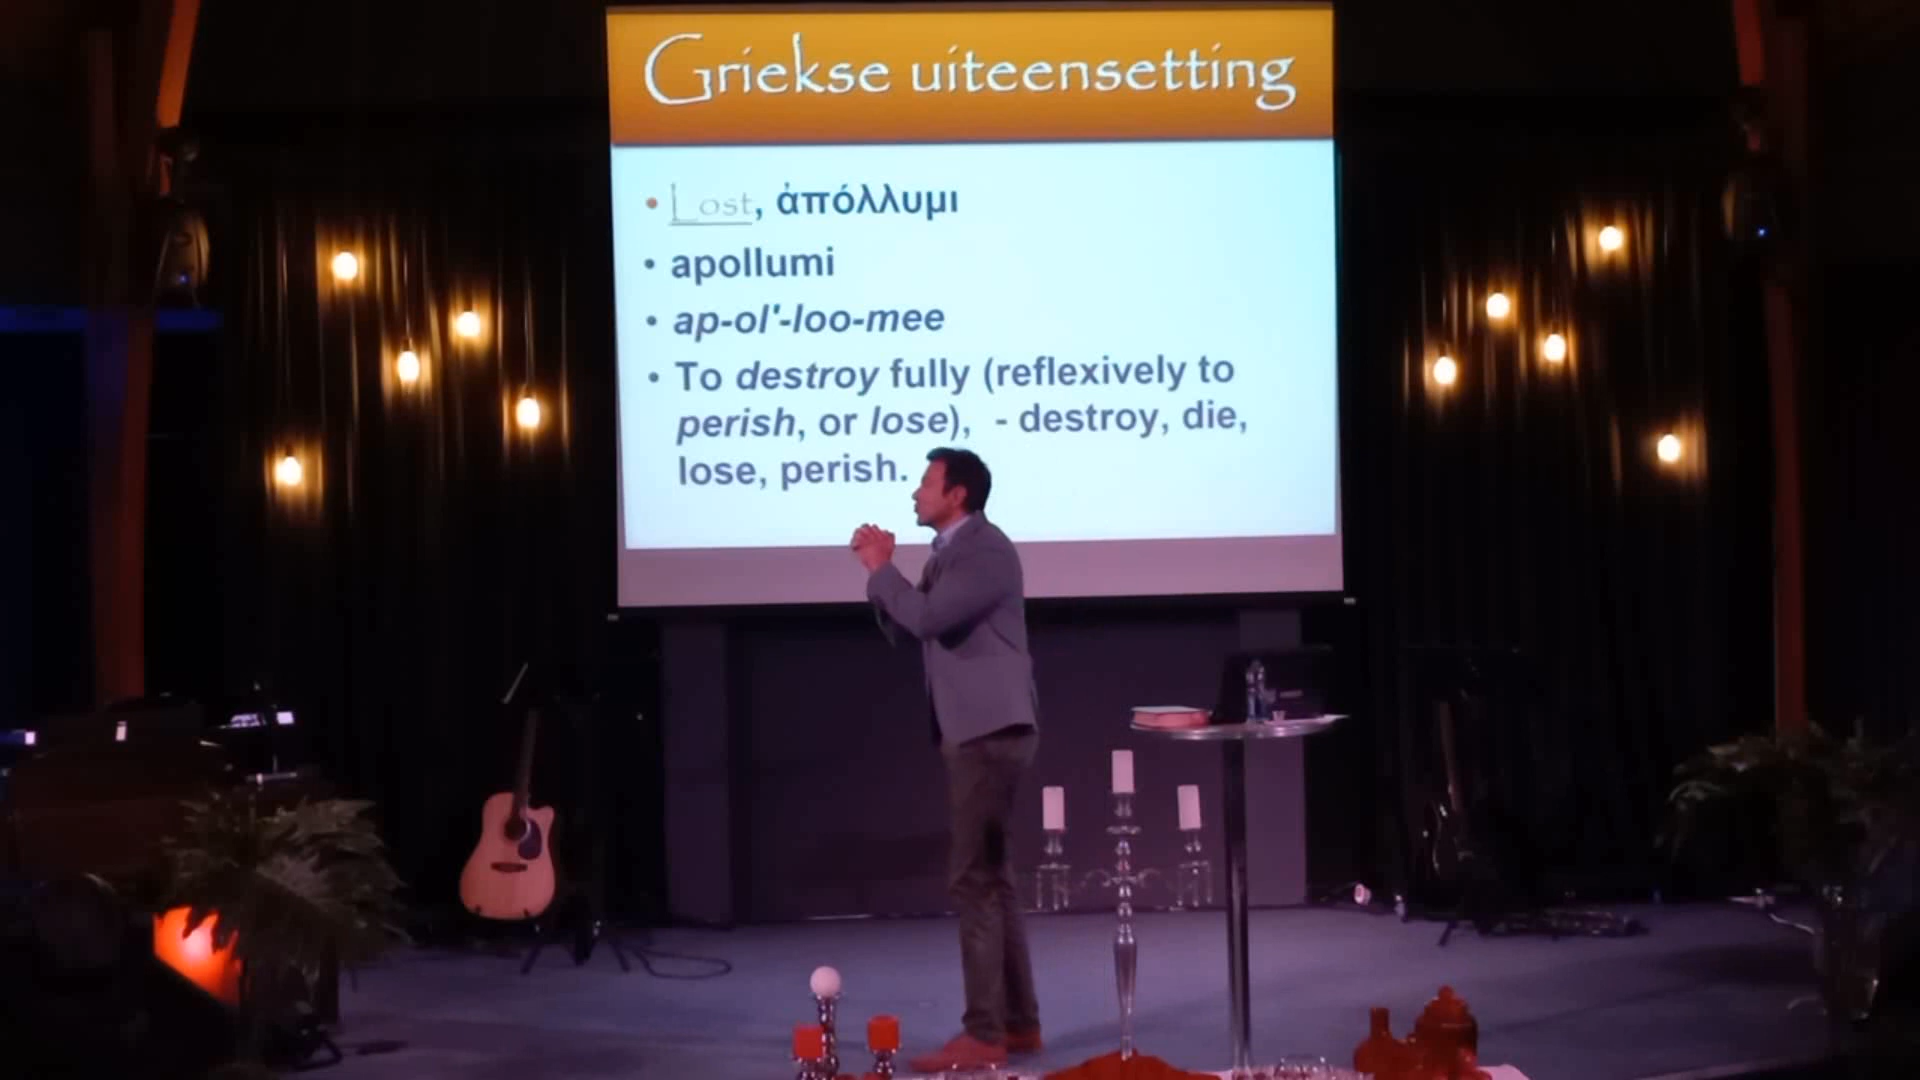 Griekse uiteensetting
• Lost, ἀπόλλυμι
• apollumi
• ap-ol'-loo-mee
• To destroy fully (reflexively to
perish, or lose),  - destroy, die,
lose, perish.